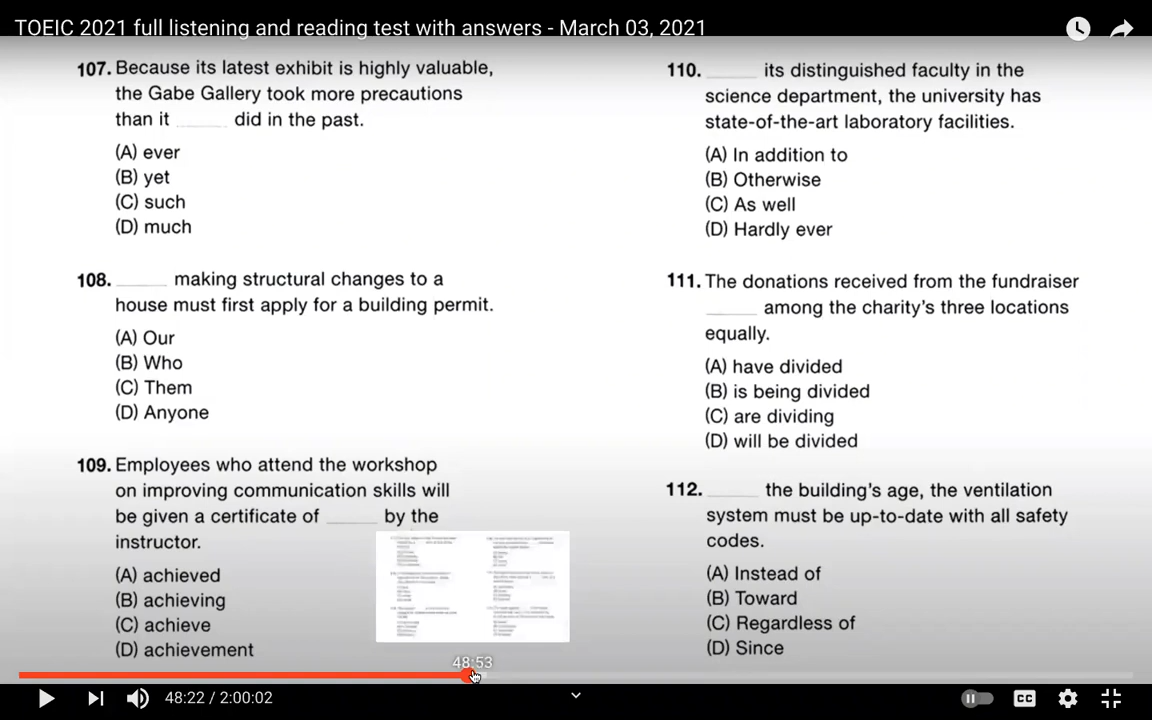 TOEIC 2021 full listening and reading test with answers - March 03, 2021
107. Because its latest exhibit is highly valuable,
the Gabe Gallery took more precautions
than it ______ did in the past.
(A) ever
(B) yet
(C) such
(D) much
108. ______ making structural changes to a
house must first apply for a building permit.
(A) Our
(B) Who
(C) Them
(D) Anyone
109. Employees who attend the workshop
on improving communication skills will
be given a certificate of ______ by the
instructor.
(A) achieved
(B) achieving
(C) achieve
(D) achievement
110. ______ its distinguished faculty in the
science department, the university has
state-of-the-art laboratory facilities.
(A) In addition to
(B) Otherwise
(C) As well
(D) Hardly ever
111. The donations received from the fundraiser
______ among the charity's three locations
equally.
(A) have divided
(B) is being divided
(C) are dividing
(D) will be divided
112. ______ the building's age, the ventilation
system must be up-to-date with all safety
codes.
(A) Instead of
(B) Toward
(C) Regardless of
(D) Since
48:53
48:22 / 2:00:02
CC